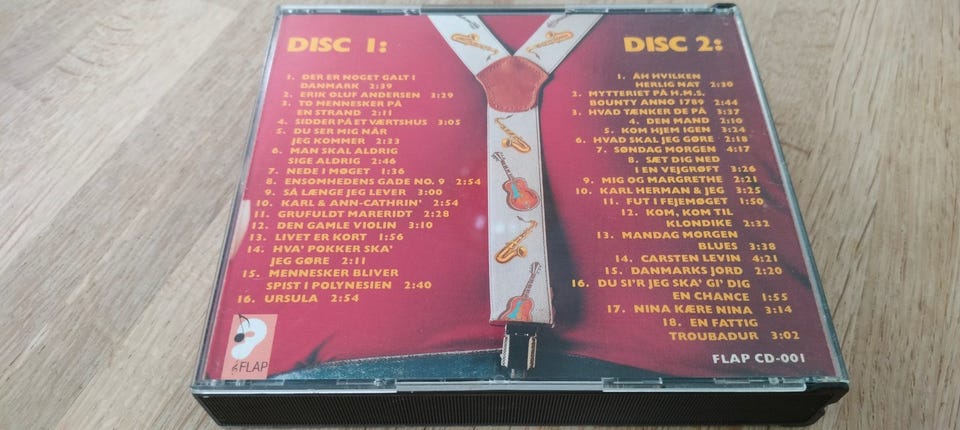 DISC 1:
1. DER ER NOGET GALT I
DANMARK 2:39
2. ERIK OLUF ANDERSEN 2:29
3. TO MENNESKER PÅ
EN STRAND 2:11
4. SIDDER PÅ ET VÆRTSHUS 3:05
5. DU SER MIG NÅR
JEG KOMMER 2:33
6. MAN SKAL ALDRIG
SIGE ALDRIG 2:46
7. NEDE I MØGET 1:36
8. ENSOMHEDENS GADE NO. 9 2:54
9. SÅ LÆNGE JEG LEVER 3:00
10. KARL & ANN-CATHRIN' 2:54
11. GRUFULDT MARERIDT 2:28
12. DEN GAMLE VIOLIN 3:10
13. LIVET ER KORT 1:56
14. HVA' POKKER SKA'
JEG GØRE 2:11
15. MENNESKER BLIVER
SPIST I POLYNESIEN 2:40
16. URSULA 2:54
FLAP
DISC 2:
1. ÅH HVILKEN
HERLIG NAT 2:30
2. MYTTERIET PÅ H.M.S.
BOUNTY ANNO 1789 2:44
3. HVAD TÆNKER DE PÅ 3:37
4. DEN MAND 2:10
5. KOM HJEM IGEN 3:24
6. HVAD SKAL JEG GØRE 2:18
7. SØNDAG MORGEN 4:17
8. SÆT DIG NED
I EN VEJGRØFT 3:26
9. MIG OG MARGRETHE 2:21
10. KARL HERMAN & JEG 3:25
11. FUT I FEJEMØGET 1:50
12. KOM, KOM TIL
KLONDIKE 2:32
13. MANDAG MORGEN
BLUES 3:38
14. CARSTEN LEVIN 4:21
15. DANMARKS JORD 2:20
16. DU SI'R JEG SKA' GI' DIG
EN CHANCE 1:55
17. NINA KÆRE NINA 3:14
18. EN FATTIG
TROUBADUR 3:02
FLAP CD-001